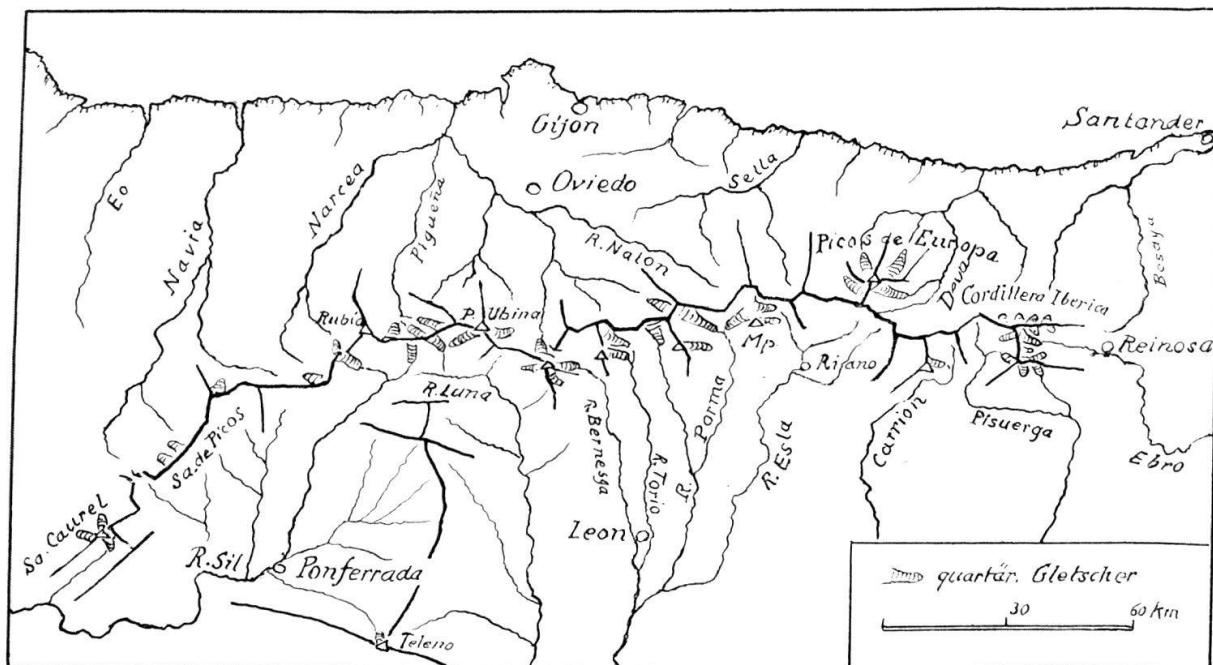 Santander
Gijon
Oviedo
Sella
Eo
Navia
Narcea
Pigueña
R. Nalon
Picos de Europa
Deva
Besaya
Cordillera Iberica
Rubia
P. Ubina
Mp.
Riano
Reinosa
R. Luna
Sa. de Picos
R. Bernesga
R. Torio
R. Porma
R. Esla
Carrion
Pisuerga
Ebro
Sa. Caurel
Leon
R. Sil
Ponferrada
Teleno
quartär. Gletscher
30
60 km